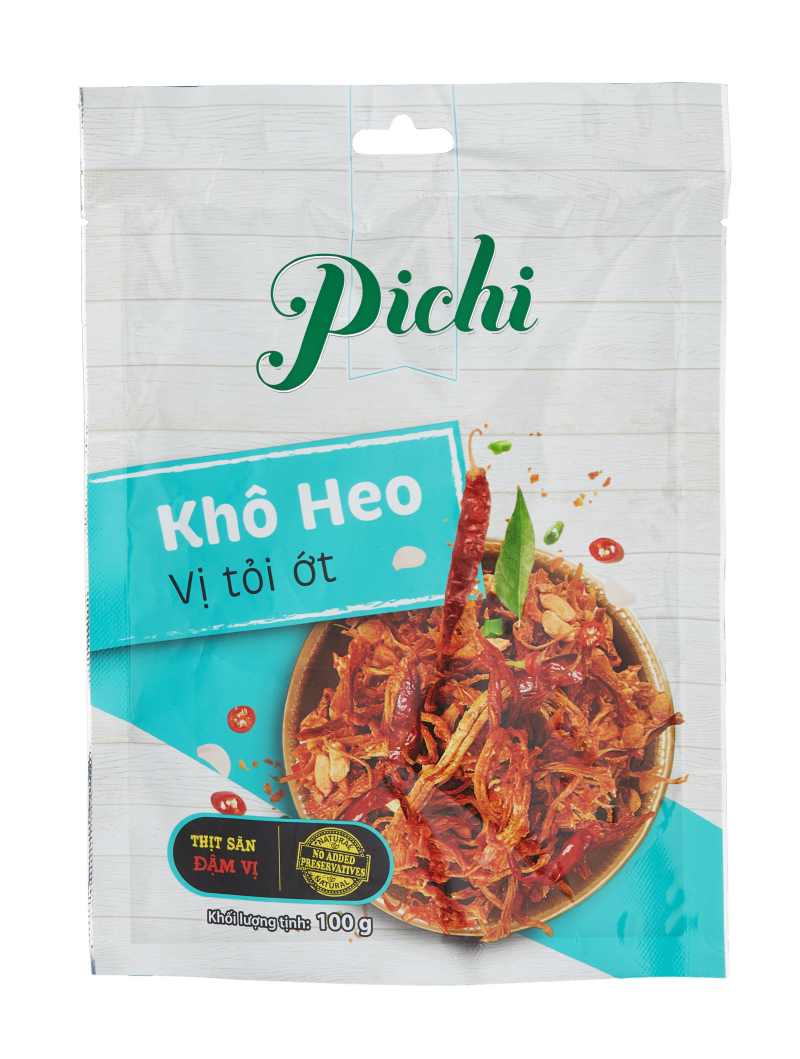 Pichi
Khô Heo
Vị tỏi ớt
THỊT SĂN
ĐẬM VỊ
NATURAL
NO ADDED
PRESERVATIVES
NATURAL
Khối lượng tịnh: 100 g